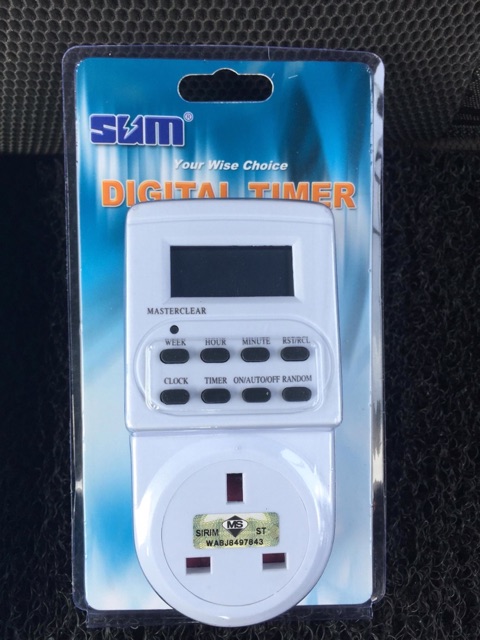 SUM®
Your Wise Choice
DIGITAL TIMER
MASTERCLEAR
WEEK HOUR MINUTE RST/RCL
CLOCK TIMER ON/AUTO/OFF RANDOM
MS
SIRIM ST
WABJ8497843